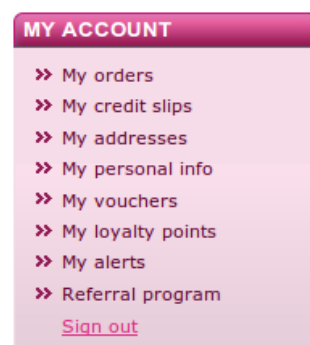 MY ACCOUNT
My orders
My credit slips
My addresses
My personal info
My vouchers
My loyalty points
My alerts
Referral program
Sign out